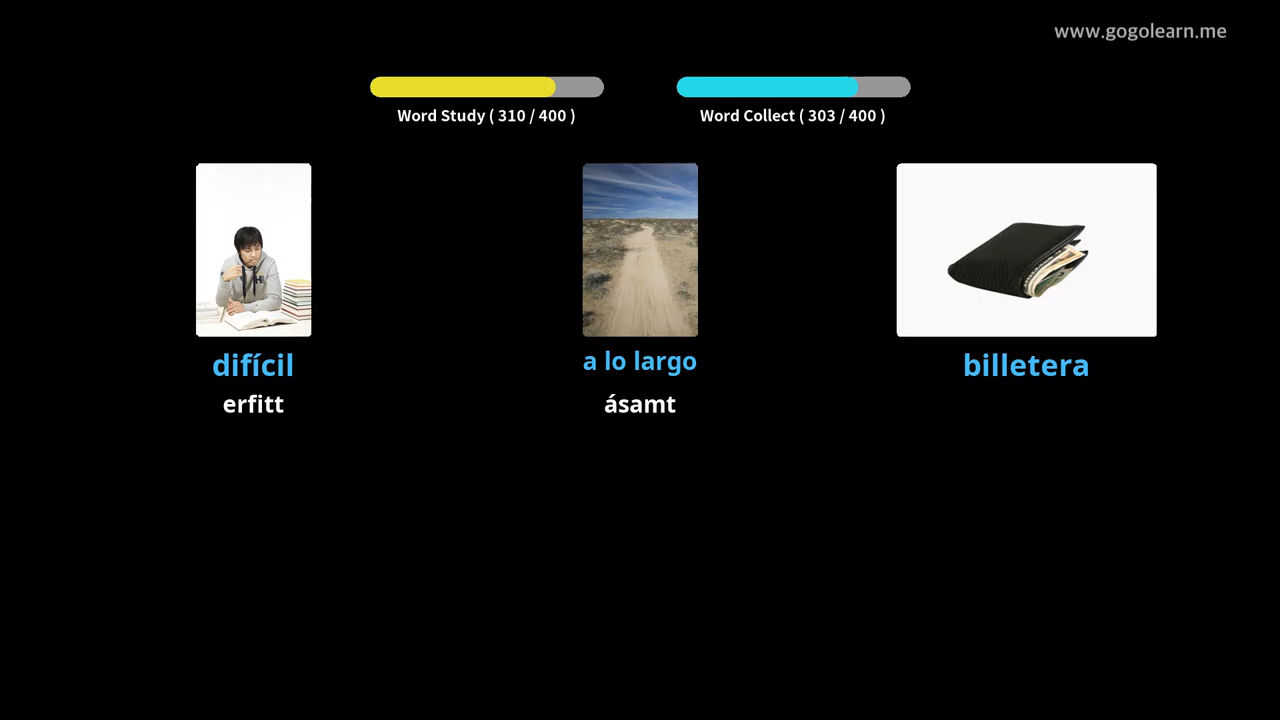 www.gogolearn.me
Word Study ( 310 / 400 )
Word Collect ( 303 / 400 )
difícil
a lo largo
billetera
erfitt
ásamt